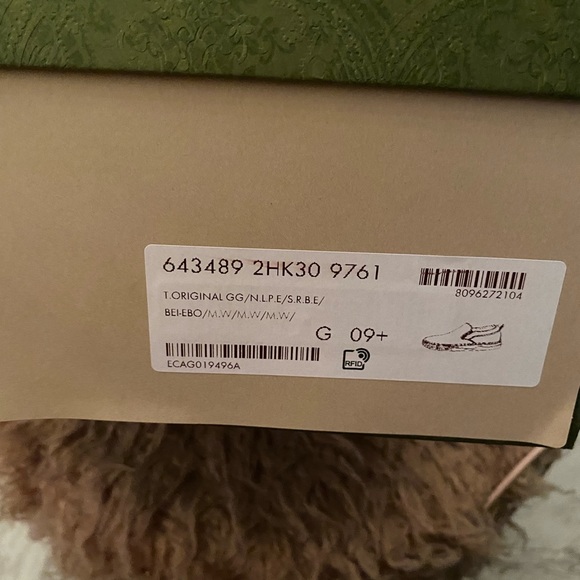 643489 2HK30 9761
8096272104
T.ORIGINAL GG/N.L.P.E/S.R.B.E/
BEI-EBO/M.W/M.W/M.W/
G 09+
ECAG019496A
RFID